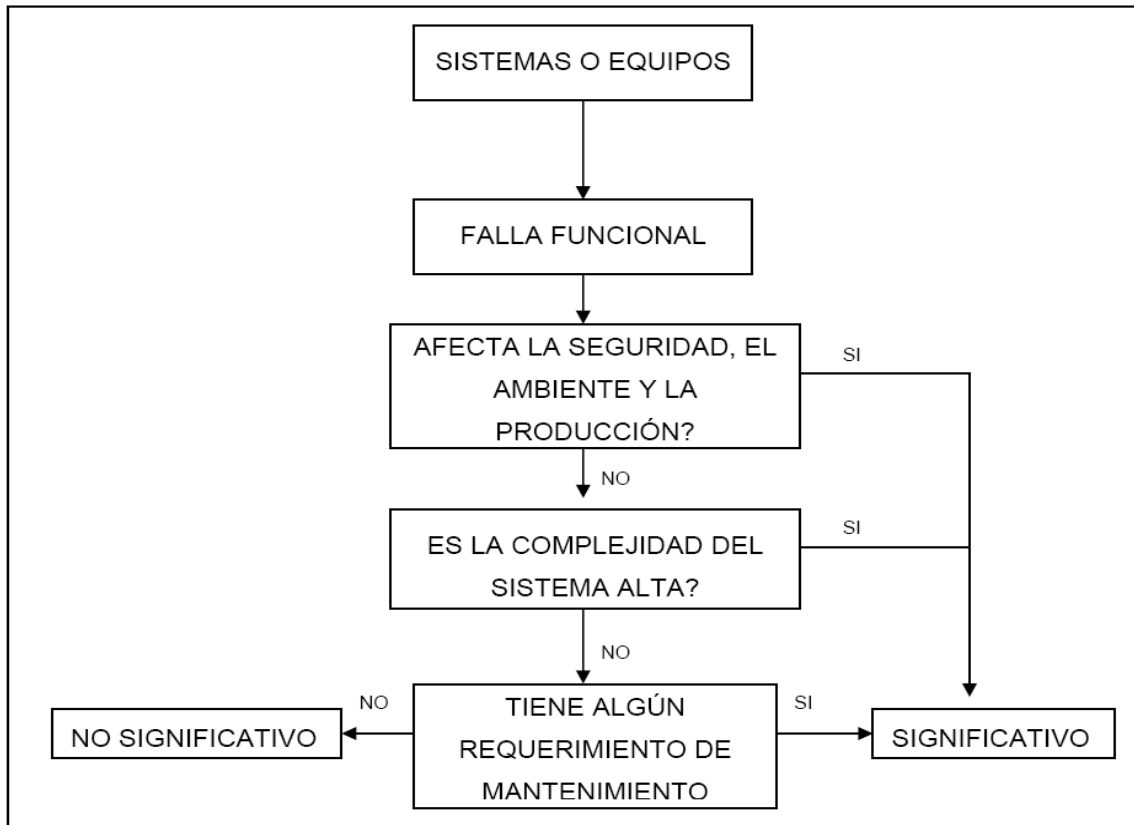 SISTEMAS O EQUIPOS
FALLA FUNCIONAL
AFECTA LA SEGURIDAD, EL
AMBIENTE Y LA
PRODUCCIÓN?
SI
NO
ES LA COMPLEJIDAD DEL
SISTEMA ALTA?
SI
NO
TIENE ALGÚN
REQUERIMIENTO DE
MANTENIMIENTO
NO
SI
NO SIGNIFICATIVO
SIGNIFICATIVO